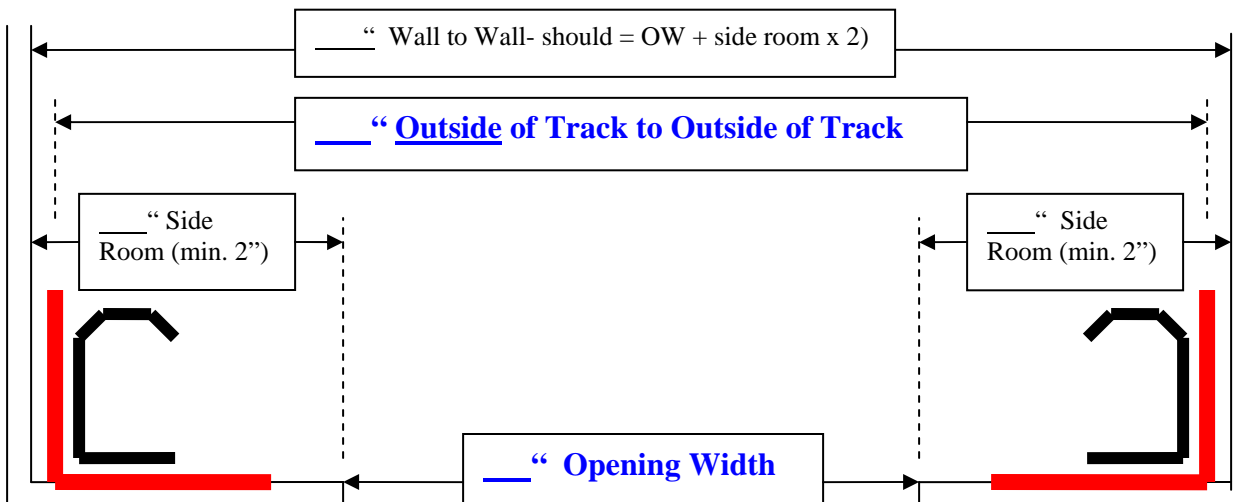 ____“ Wall to Wall- should = OW + side room x 2)
___“ Outside of Track to Outside of Track
____“ Side
Room (min. 2”)
____“ Side
Room (min. 2”)
___“ Opening Width